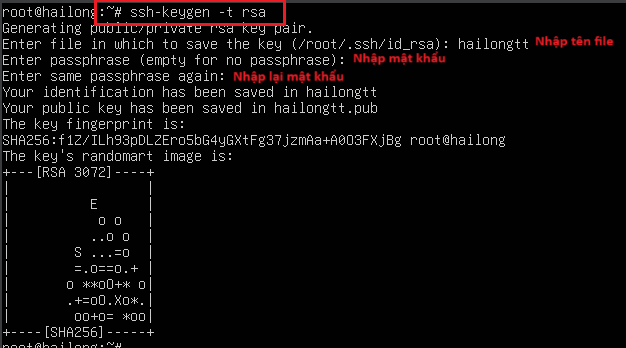 root@hailong:~# ssh-keygen -t rsa
Generating public/private rsa key pair.
Enter file in which to save the key (/root/.ssh/id_rsa): hailongtt Nhập tên file
Enter passphrase (empty for no passphrase): Nhập mật khẩu
Enter same passphrase again: Nhập lại mật khẩu
Your identification has been saved in hailongtt
Your public key has been saved in hailongtt.pub
The key fingerprint is:
SHA256:f1Z/ILh93pDLZEro5bG4yGXtFg37jzmAa+A0O3FXjBg root@hailong
The key's randomart image is:
+---[RSA 3072]----+
|                 |
|          E      |
|           o o   |
|          ..o o  |
|        S ...=o  |
|        =.o==o.+ |
|       o **oO+* o|
|       .+=oO.Xo*.|
|        oo+o= *oo|
+----[SHA256]-----+
root@hailong:~#